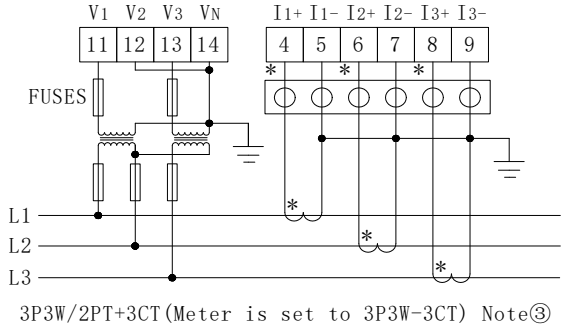 V1 V2 V3 VN I1+ I1- I2+ I2- I3+ I3-
11 12 13 14 4 5 6 7 8 9
* * *
FUSES
*
L1
*
L2
*
L3
3P3W/2PT+3CT(Meter is set to 3P3W-3CT) Note③